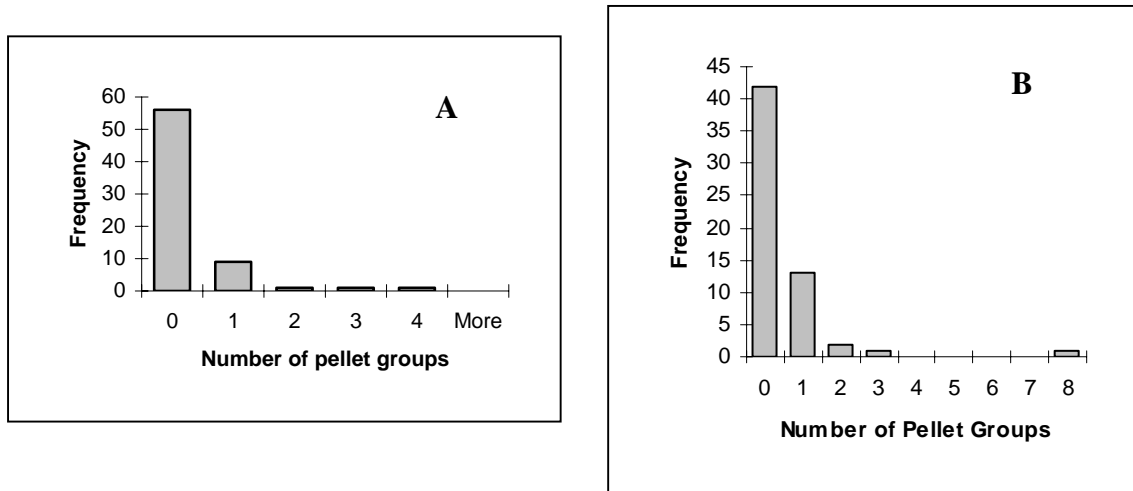 A
Frequency
60
50
40
30
20
10
0
0 1 2 3 4 More
Number of pellet groups
B
Frequency
45
40
35
30
25
20
15
10
5
0
0 1 2 3 4 5 6 7 8
Number of Pellet Groups